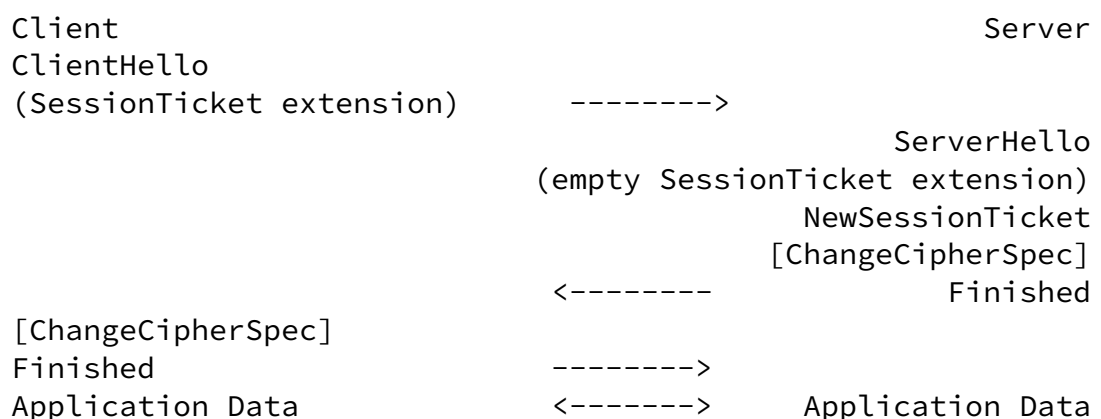 Client                                                Server
ClientHello
(SessionTicket extension)      -------->
                                                 ServerHello
                             (empty SessionTicket extension)
                                            NewSessionTicket
                                          [ChangeCipherSpec]
                              <--------             Finished
[ChangeCipherSpec]
Finished                      -------->
Application Data              <------->     Application Data